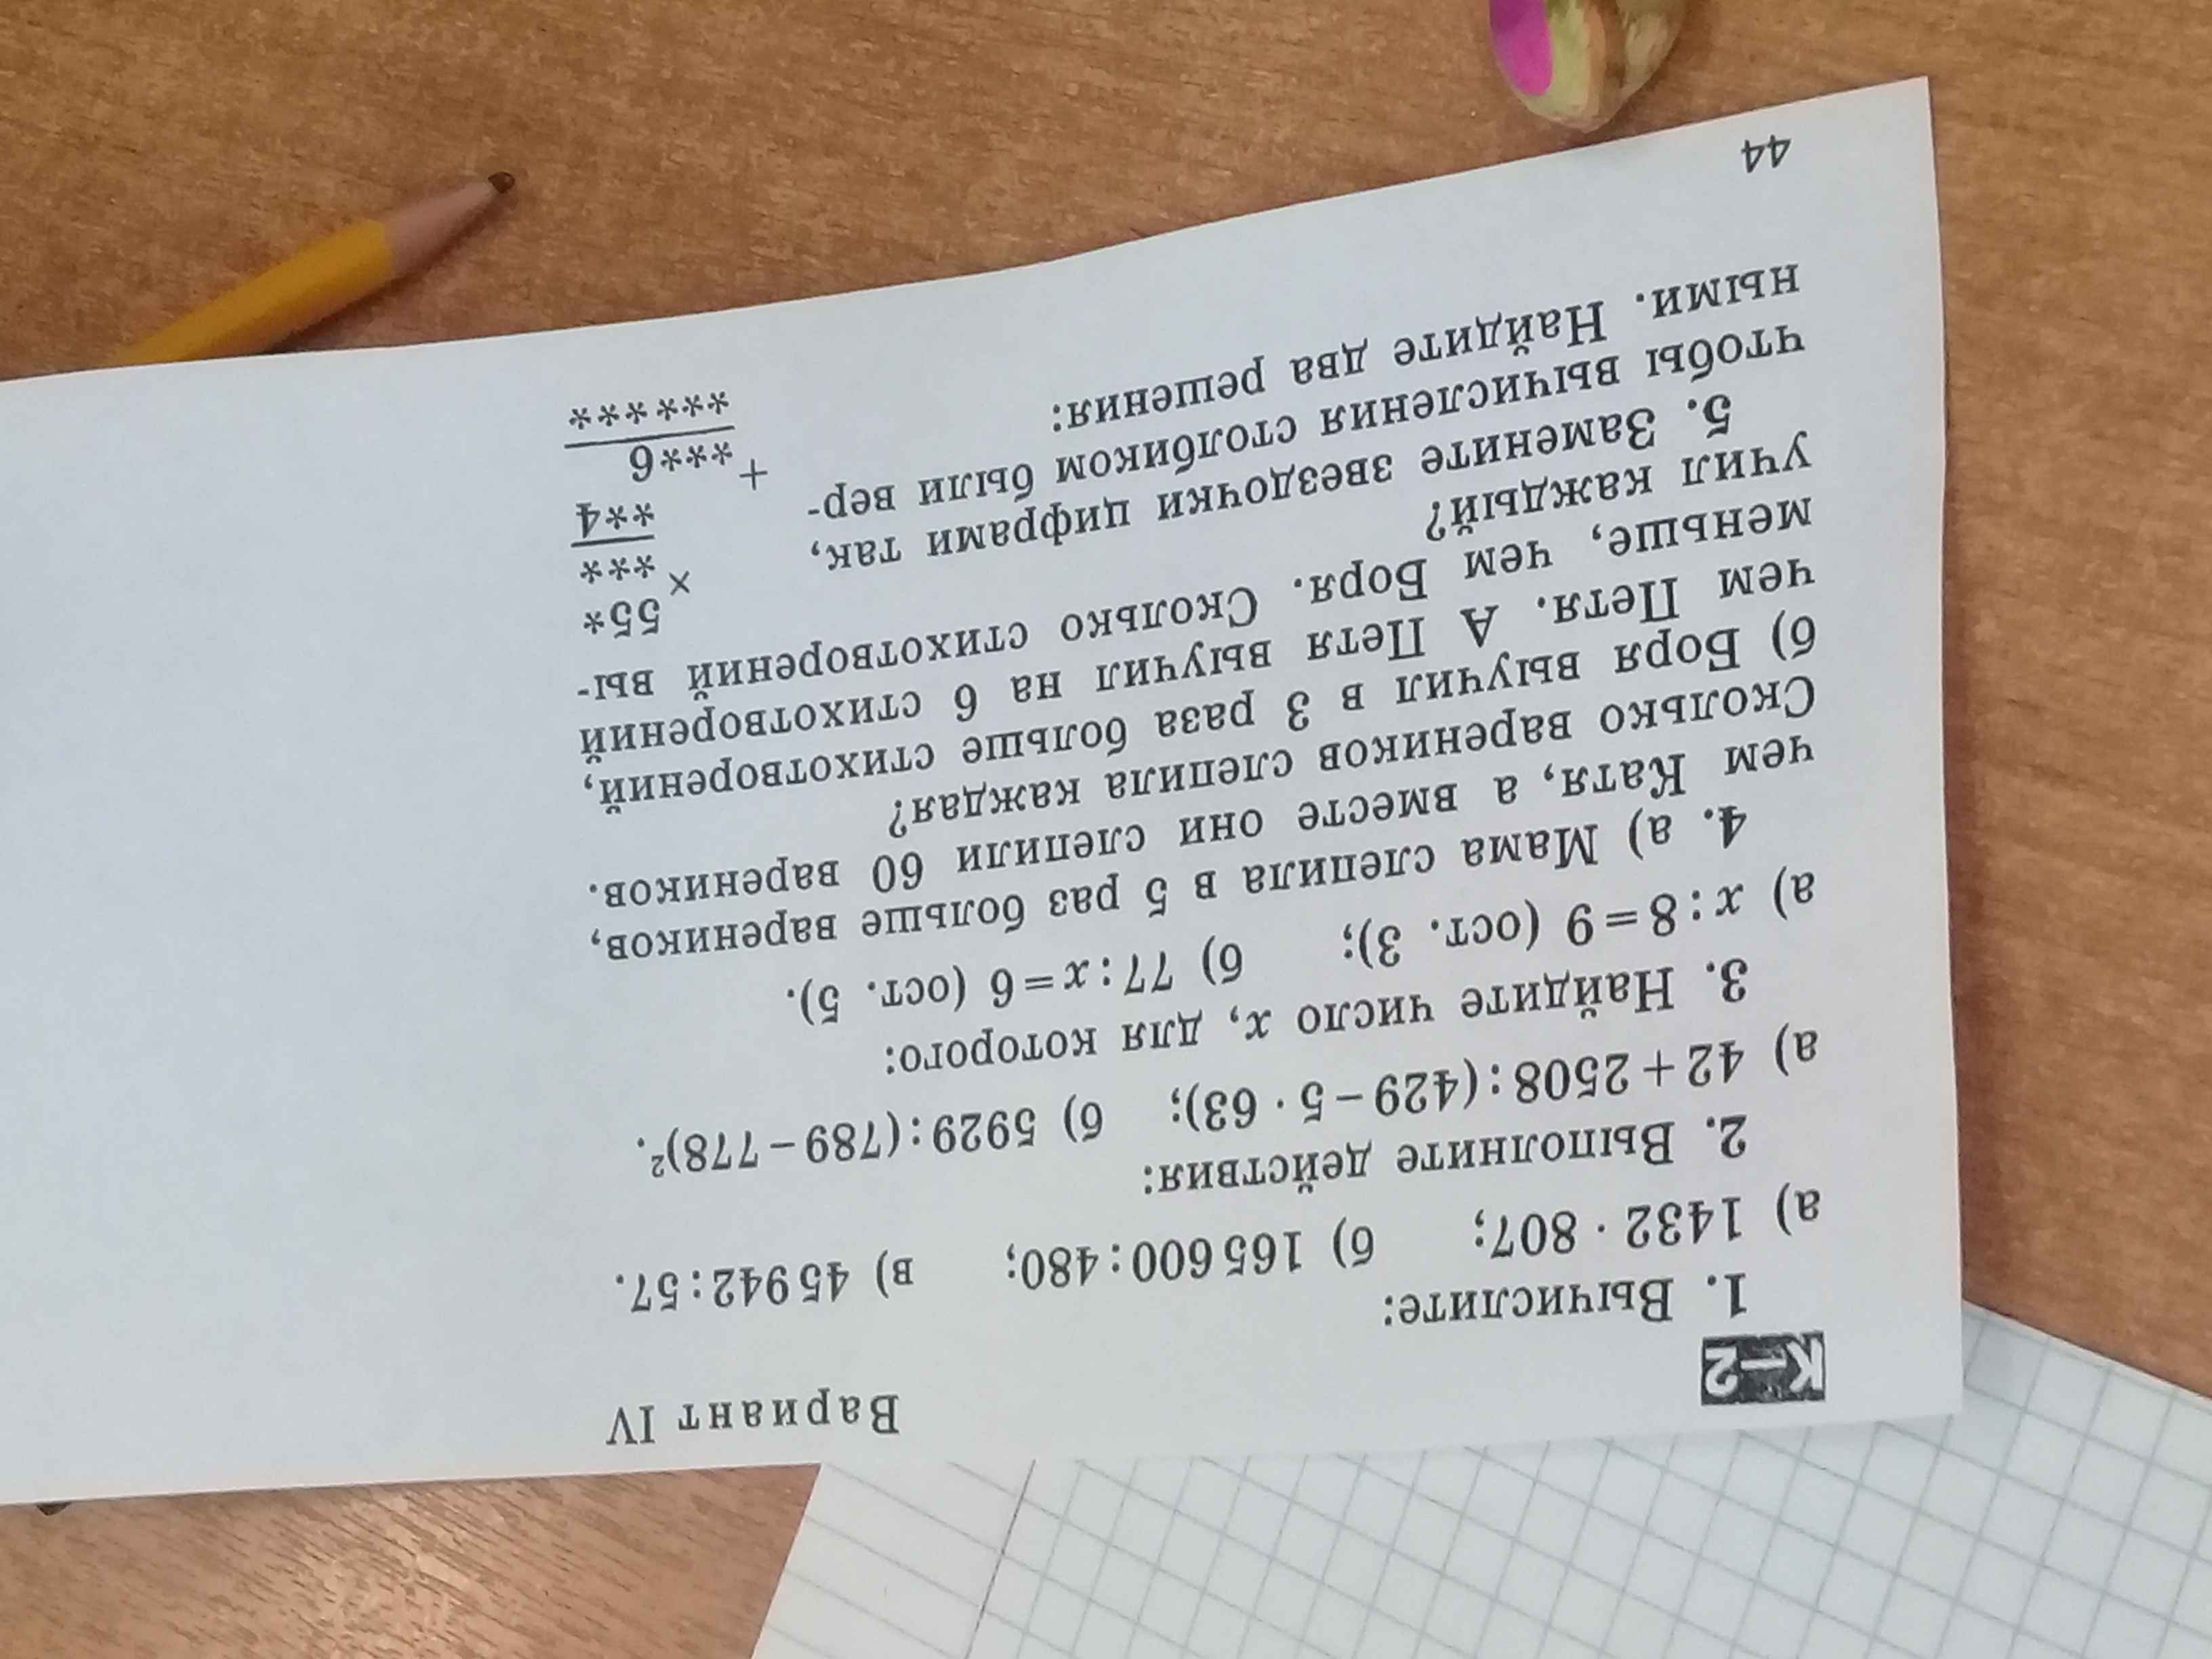 К–2
Вариант IV
1. Вычислите:
а) 1432 · 807; б) 165 600 : 480; в) 45 942 : 57.
2. Выполните действия:
а) 42 + 2508 : (429 – 5 · 63); б) 5929 : (789 – 778)².
3. Найдите число x, для которого:
а) x : 8 = 9 (ост. 3); б) 77 : x = 6 (ост. 5).
4. а) Мама слепила в 5 раз больше вареников,
чем Катя, а вместе они слепили 60 вареников.
Сколько вареников слепила каждая?
б) Боря выучил в 3 раза больше стихотворений,
чем Петя. А Петя выучил на 6 стихотворений
меньше, чем Боря. Сколько стихотворений вы-
учил каждый?
5. Замените звездочки цифрами так,
чтобы вычисления столбиком были вер-
ными. Найдите два решения:
55*
× ***
**4
+ ***6
******
44